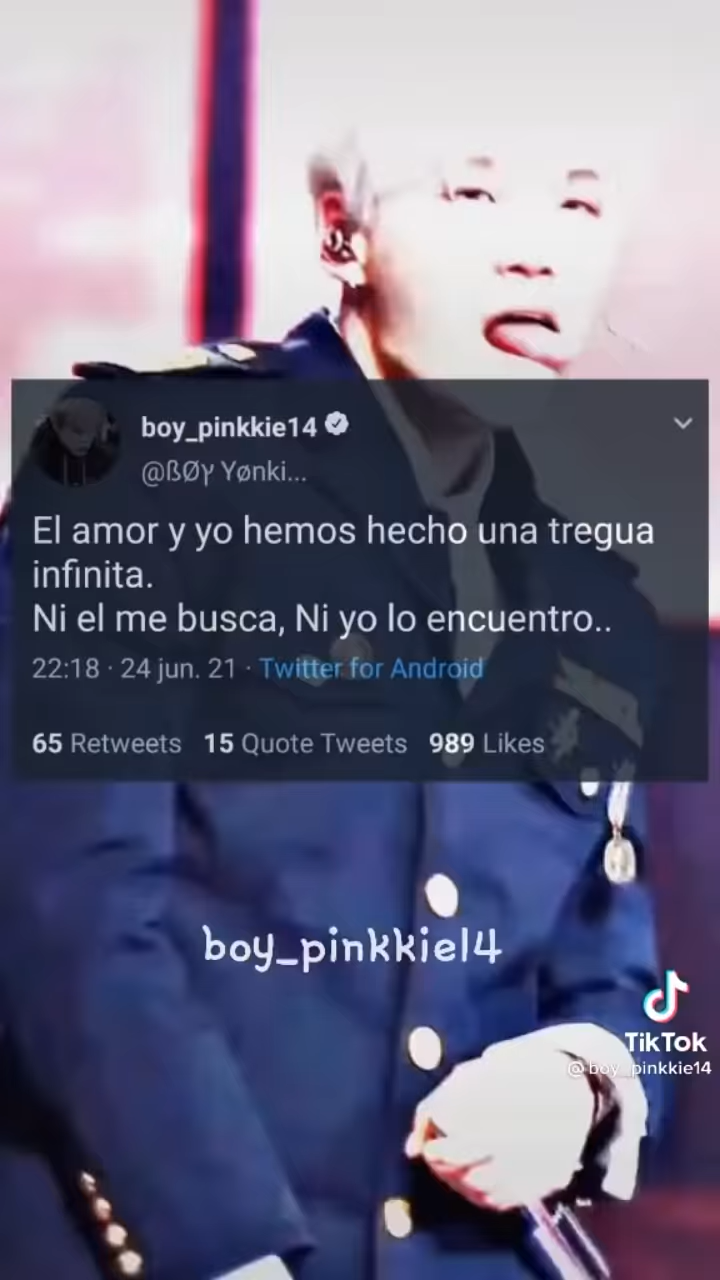 boy_pinkkie14
@ßØγ Yønki...
El amor y yo hemos hecho una tregua
infinita.
Ni el me busca, Ni yo lo encuentro..
22:18 · 24 jun. 21 · Twitter for Android
65 Retweets 15 Quote Tweets 989 Likes
boy_pinkkie14
TikTok
@boy_pinkkie14